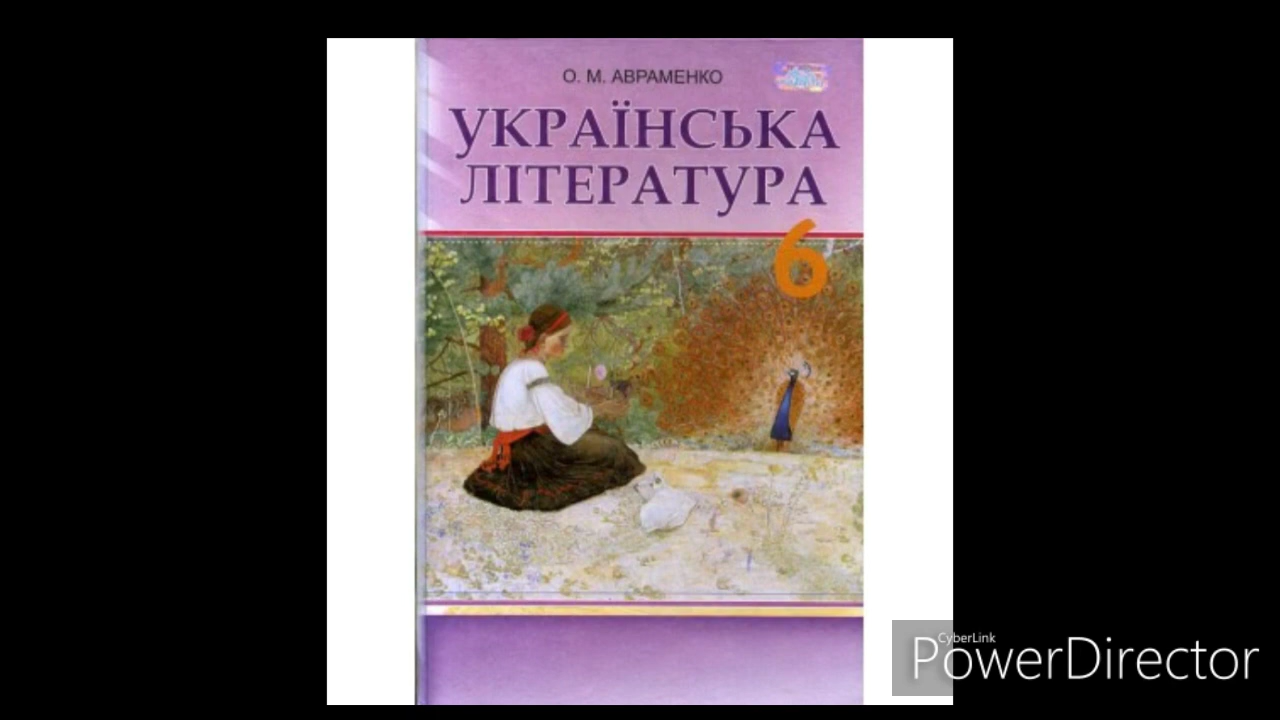 О. М. АВРАМЕНКО
УКРАЇНСЬКА
ЛІТЕРАТУРА
6
CyberLink
PowerDirector